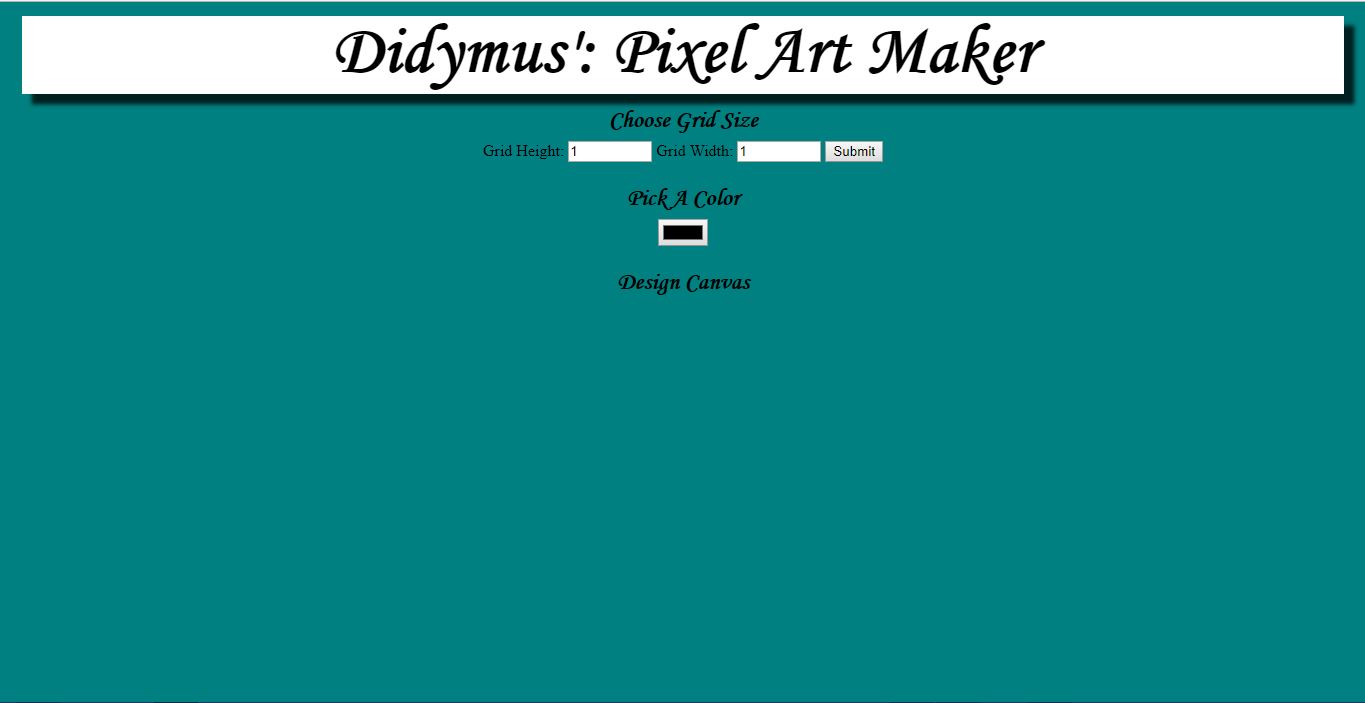 Didymus': Pixel Art Maker
Choose Grid Size
Grid Height: 1 Grid Width: 1 Submit
Pick A Color
Design Canvas